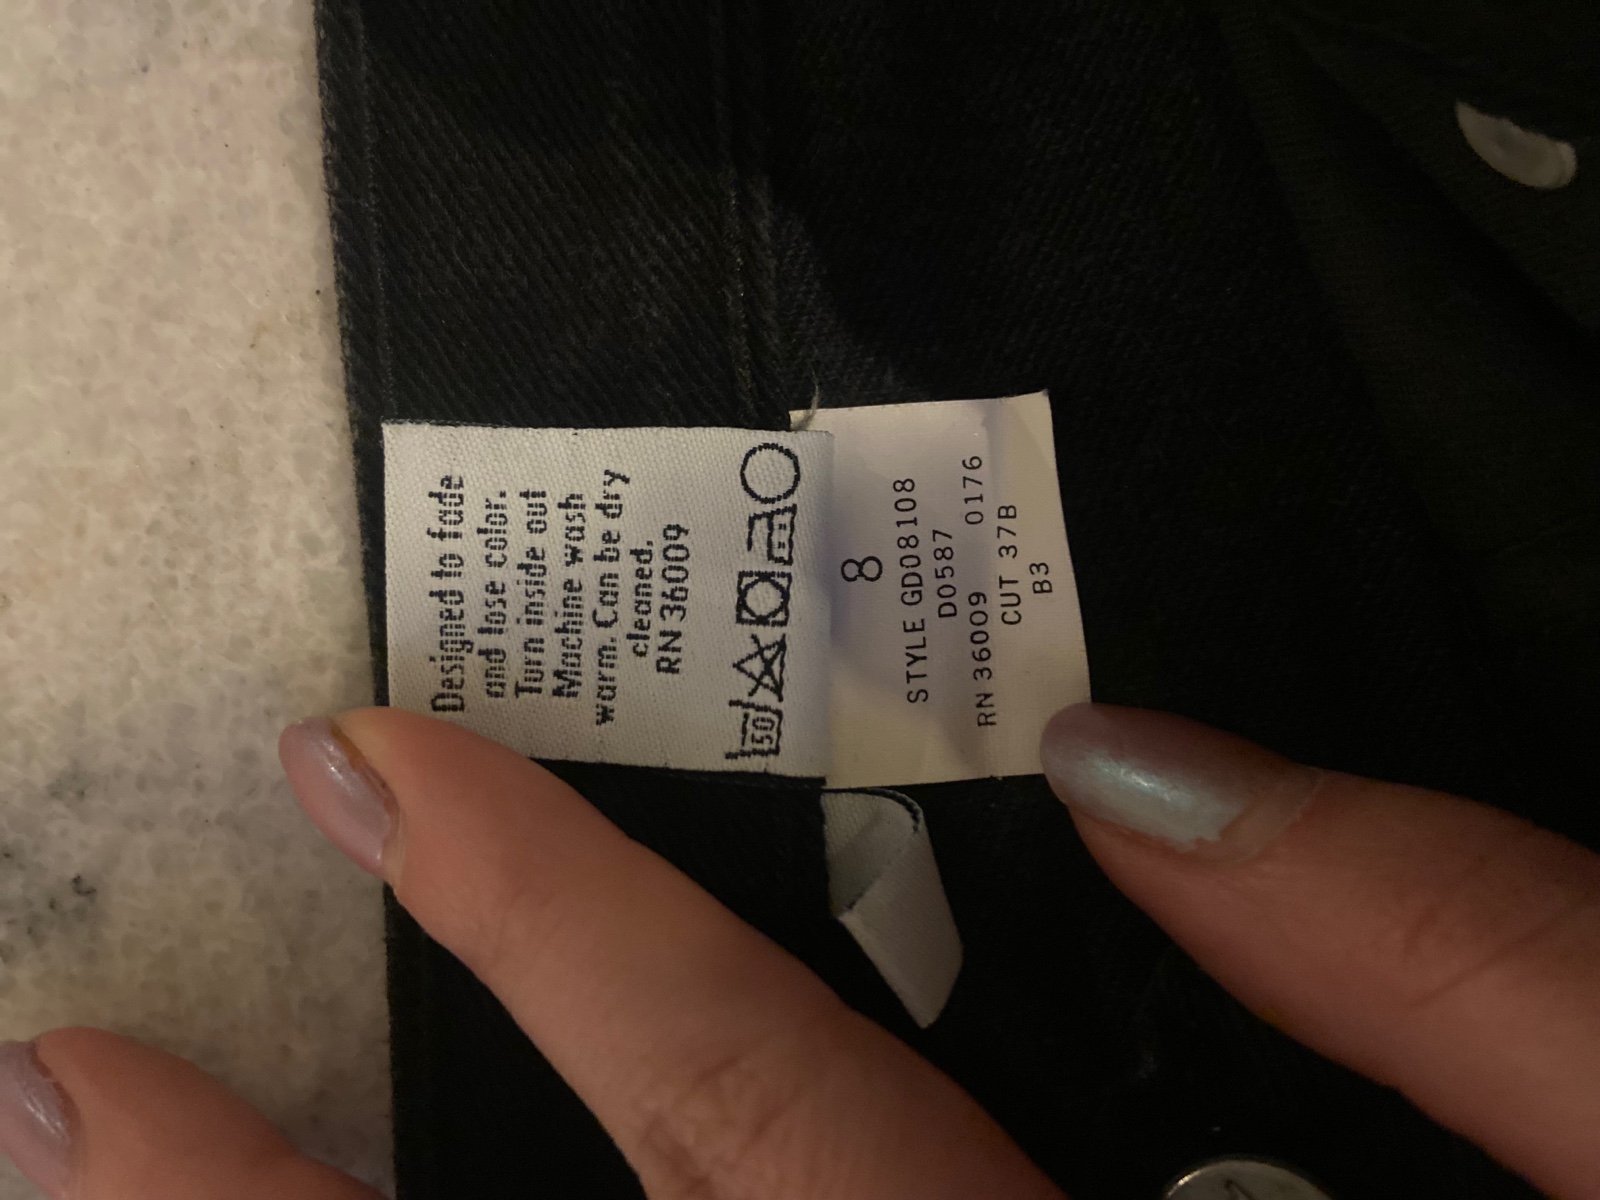 Designed to fade
and lose color.
Turn inside out
Machine wash
warm. Can be dry
cleaned.
RN 36009
50
8
STYLE GD08108
D0587
RN 36009 0176
CUT 37B
B3